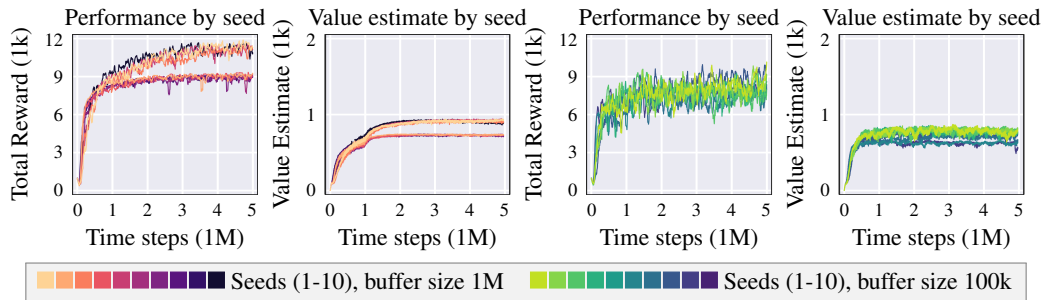 Performance by seed
Total Reward (1k)
12
9
6
3
0
0 1 2 3 4 5
Time steps (1M)
Value estimate by seed
Value Estimate (1k)
2
1
0
0 1 2 3 4 5
Time steps (1M)
Performance by seed
Total Reward (1k)
12
9
6
3
0
0 1 2 3 4 5
Time steps (1M)
Value estimate by seed
Value Estimate (1k)
2
1
0
0 1 2 3 4 5
Time steps (1M)
Seeds (1-10), buffer size 1M
Seeds (1-10), buffer size 100k